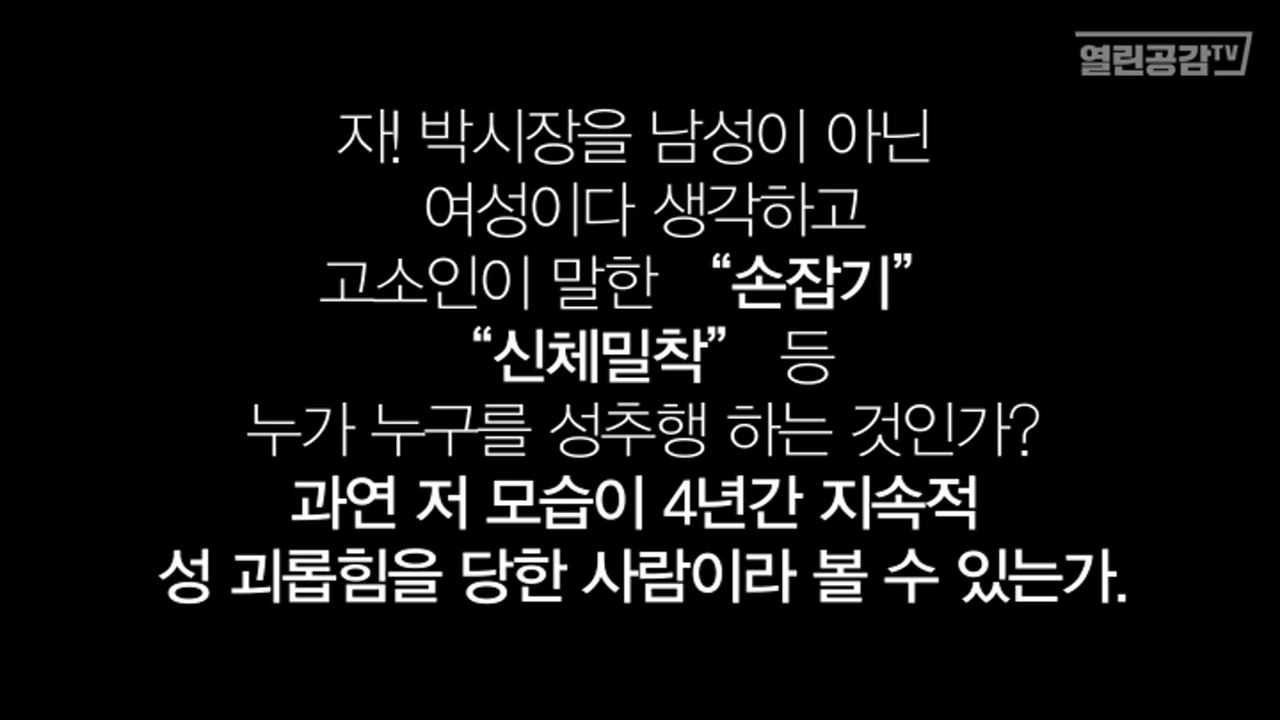 열린공감TV
자! 박시장을 남성이 아닌
여성이다 생각하고
고소인이 말한 “손잡기”
“신체밀착” 등
누가 누구를 성추행 하는 것인가?
과연 저 모습이 4년간 지속적
성 괴롭힘을 당한 사람이라 볼 수 있는가.